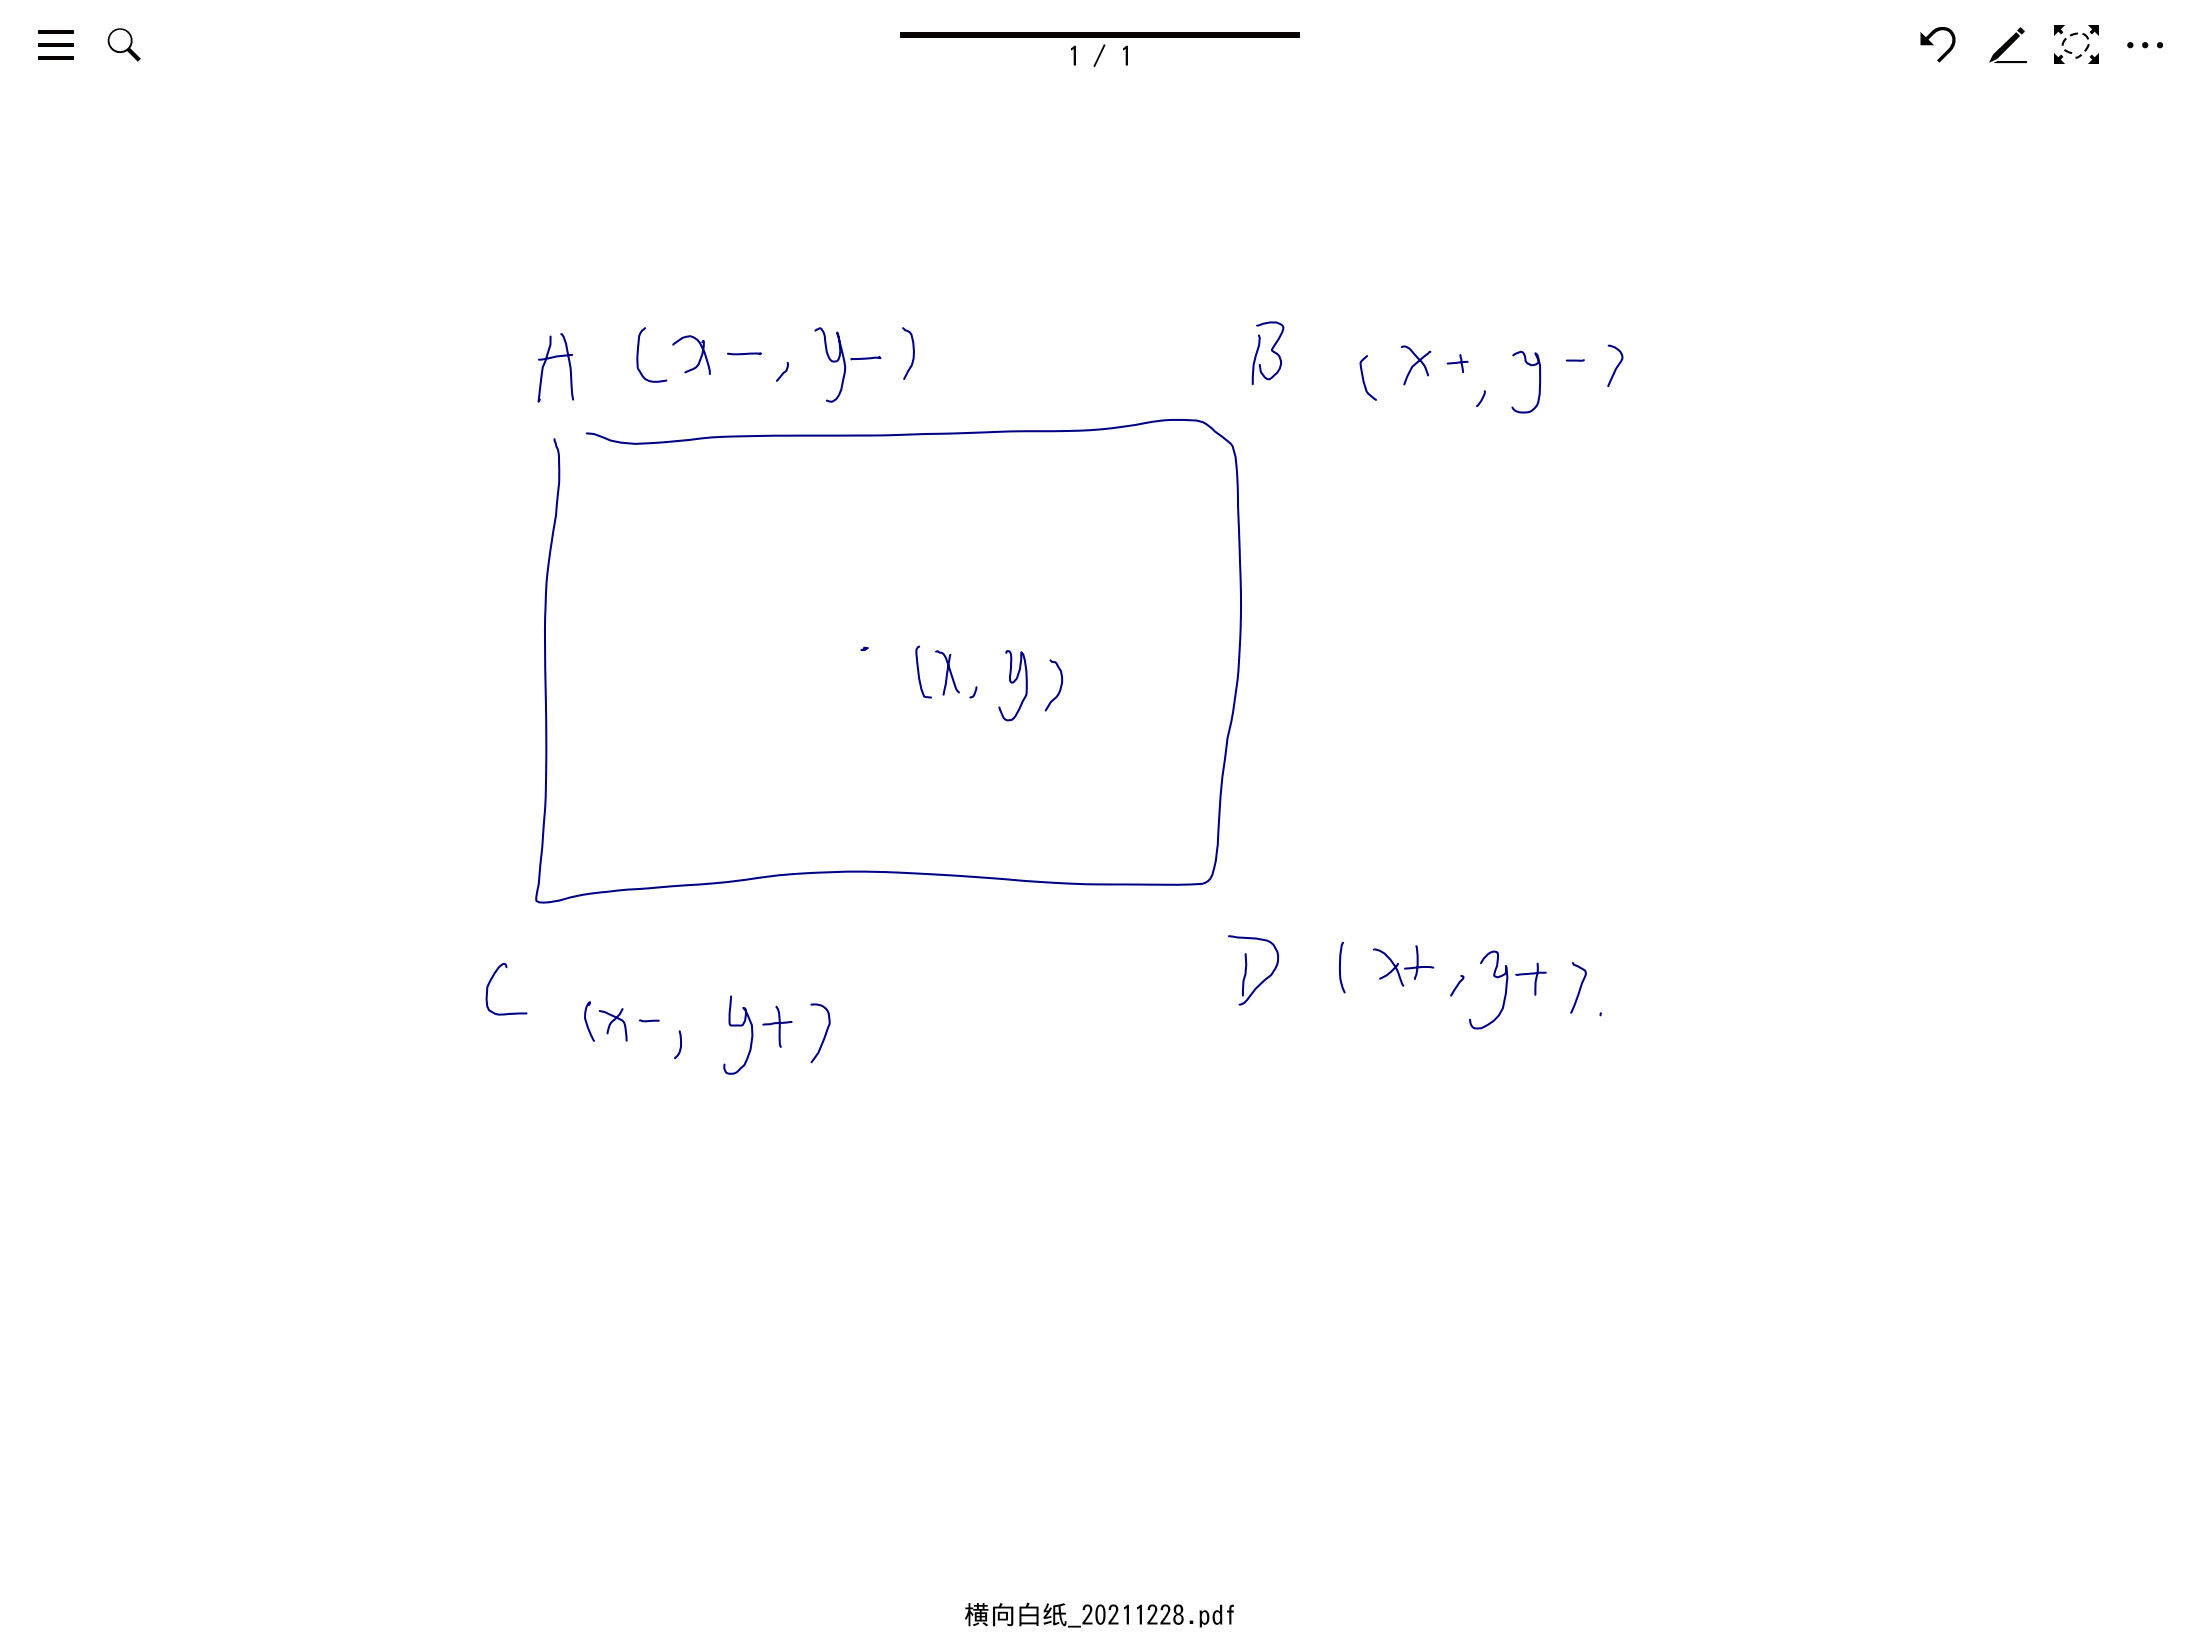 1 / 1
A (x-, y-)
B (x+, y-)
(x, y)
C (x-, y+)
D (x+, y+).
横向白纸_20211228.pdf